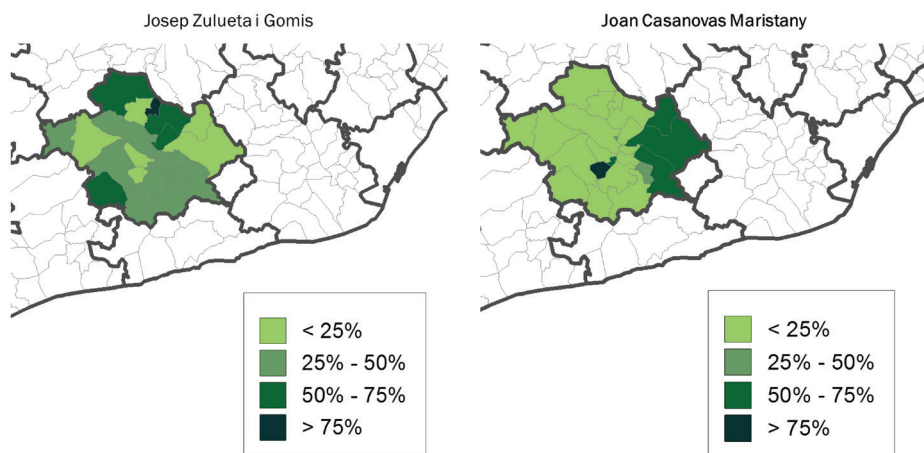 Josep Zulueta i Gomis
Joan Casanovas Maristany
< 25%
25% - 50%
50% - 75%
> 75%
< 25%
25% - 50%
50% - 75%
> 75%